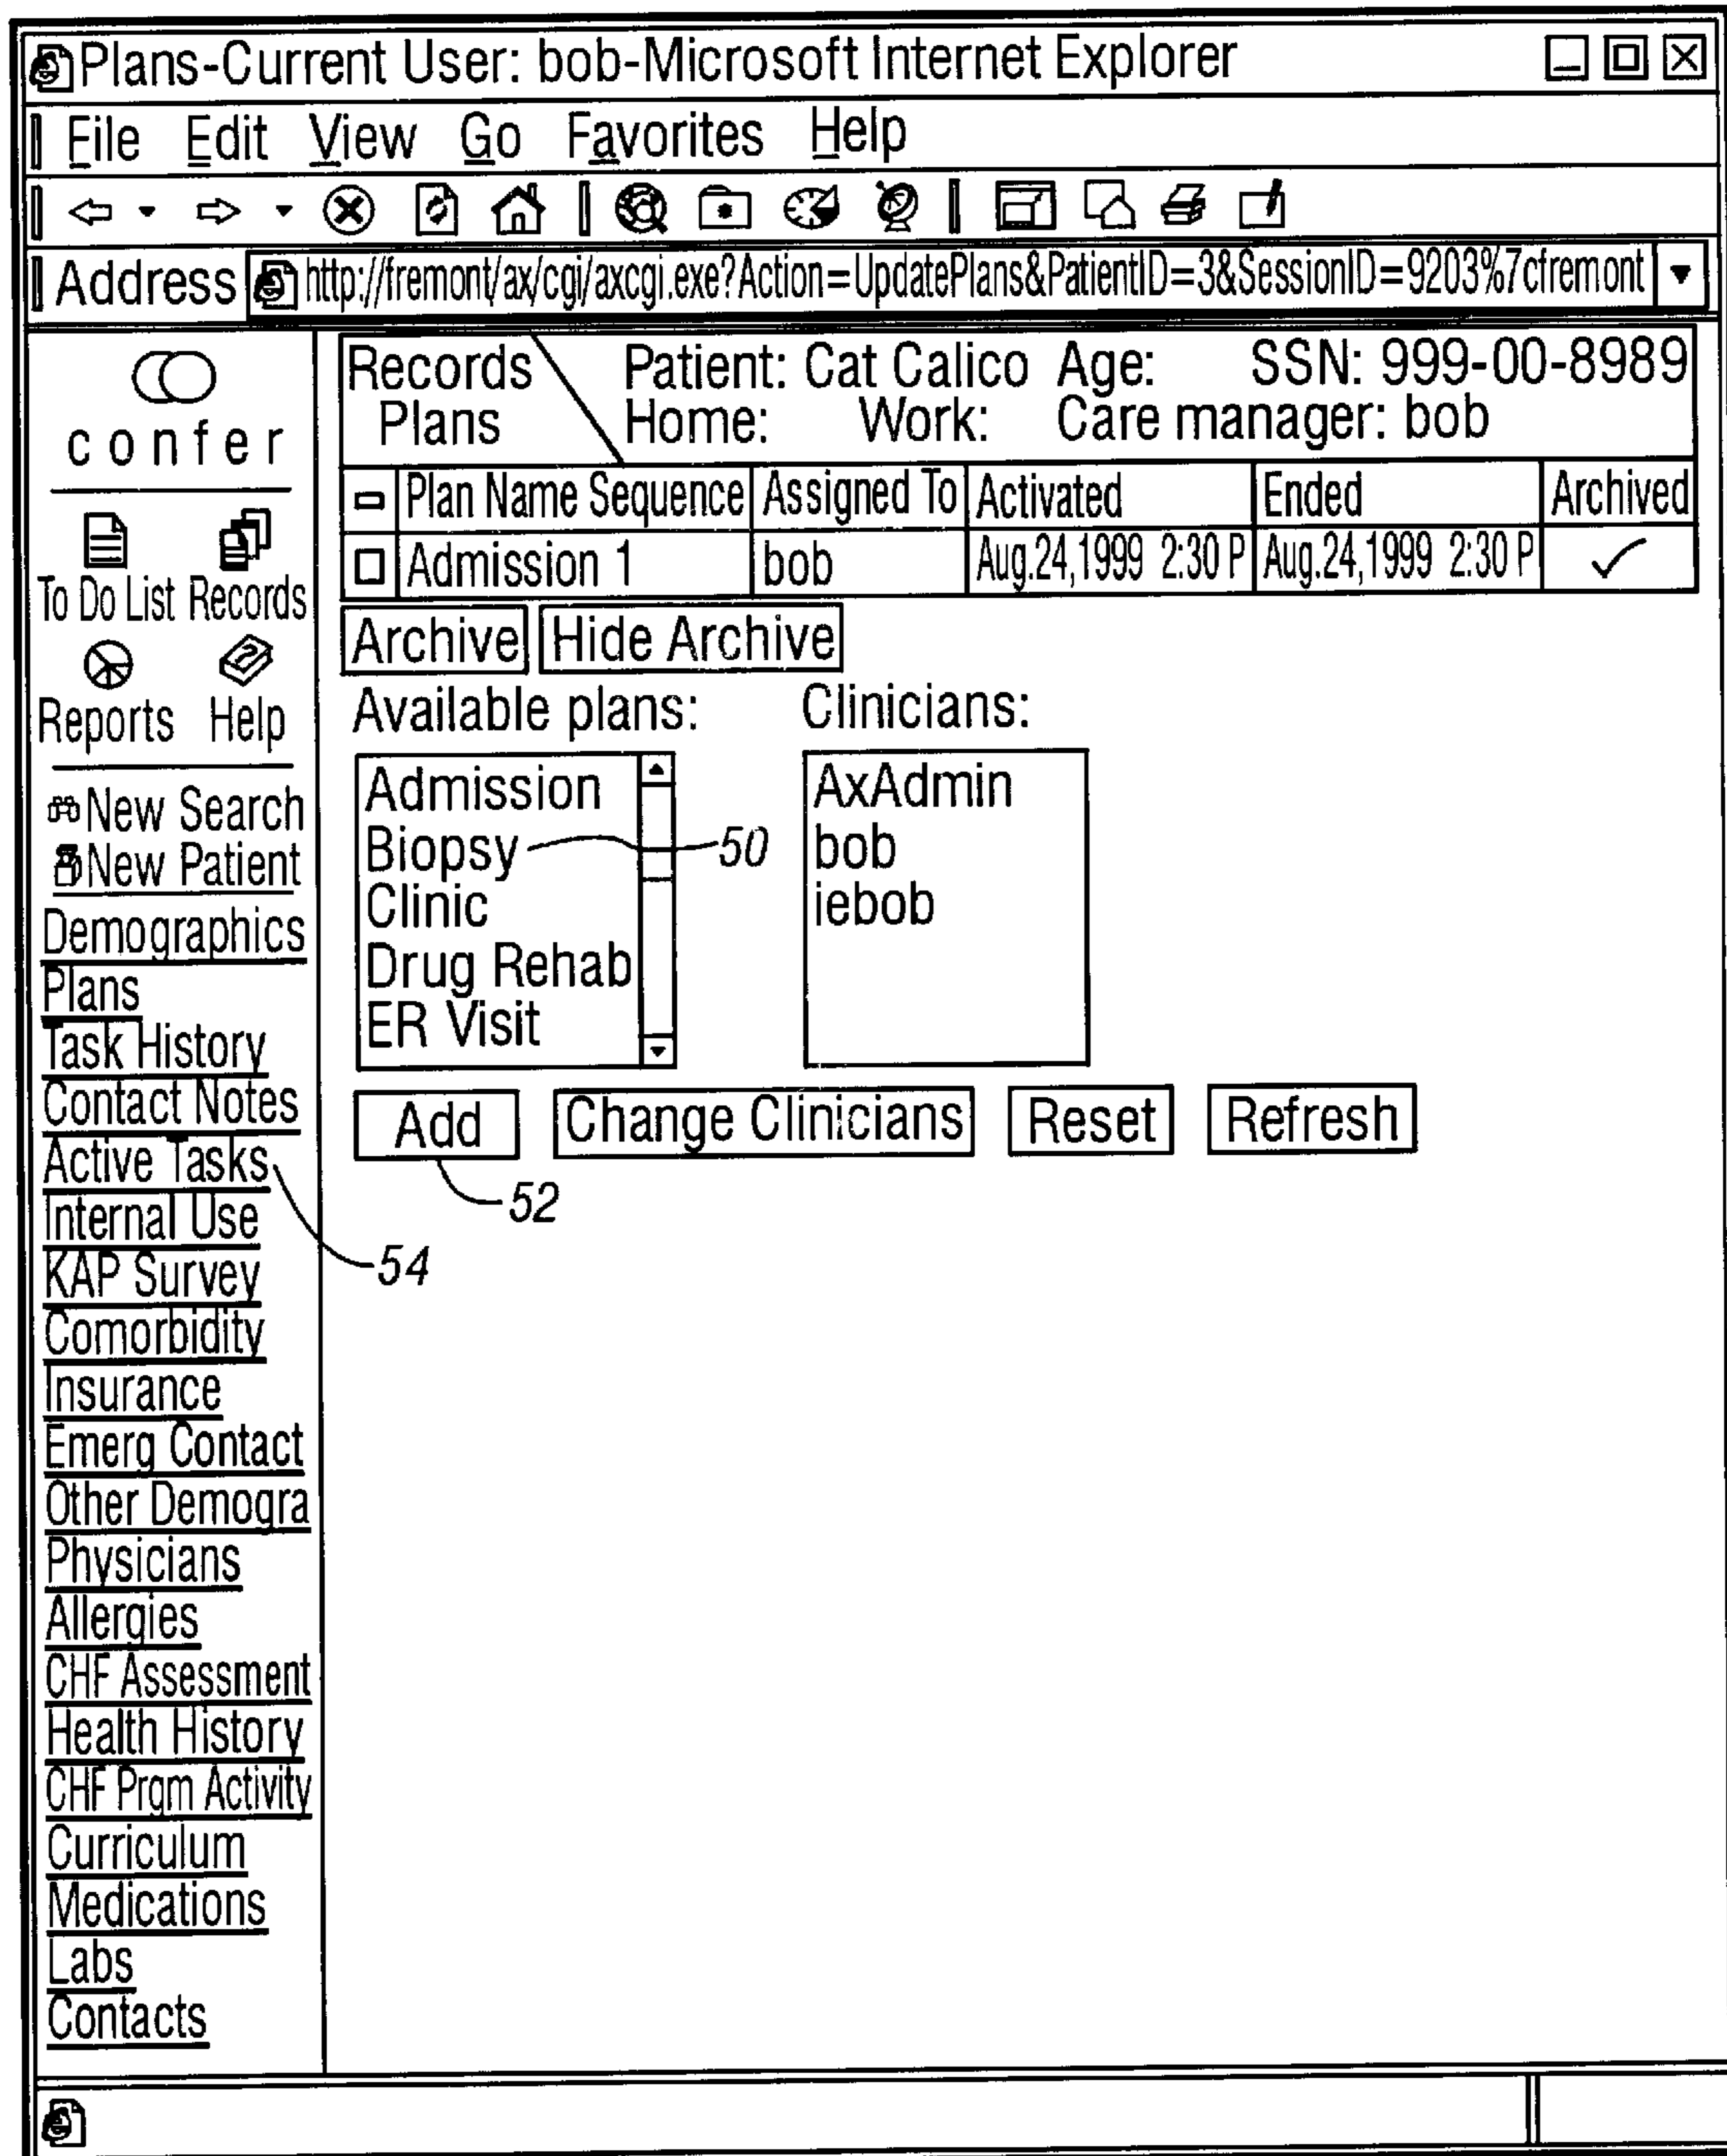 Plans-Current User: bob-Microsoft Internet Explorer
File Edit View Go Favorites Help
Address http://fremont/ax/cgi/axcgi.exe?Action=UpdatePlans&PatientID=3&SessionID=9203%7cfremont
confer
To Do List Records
Reports Help
New Search
New Patient
Demographics
Plans
Task History
Contact Notes
Active Tasks
54
Internal Use
KAP Survey
Comorbidity
Insurance
Emerg Contact
Other Demogra
Physicians
Allergies
CHF Assessment
Health History
CHF Prgm Activity
Curriculum
Medications
Labs
Contacts
Records Patient: Cat Calico Age: SSN: 999-00-8989
Plans Home: Work: Care manager: bob
Plan Name Sequence Assigned To Activated Ended Archived
Admission 1 bob Aug.24,1999 2:30 P Aug.24,1999 2:30 P
Archive Hide Archive
Available plans: Clinicians:
Admission
Biopsy 50
Clinic
Drug Rehab
ER Visit
AxAdmin
bob
iebob
Add Change Clinicians Reset Refresh
52